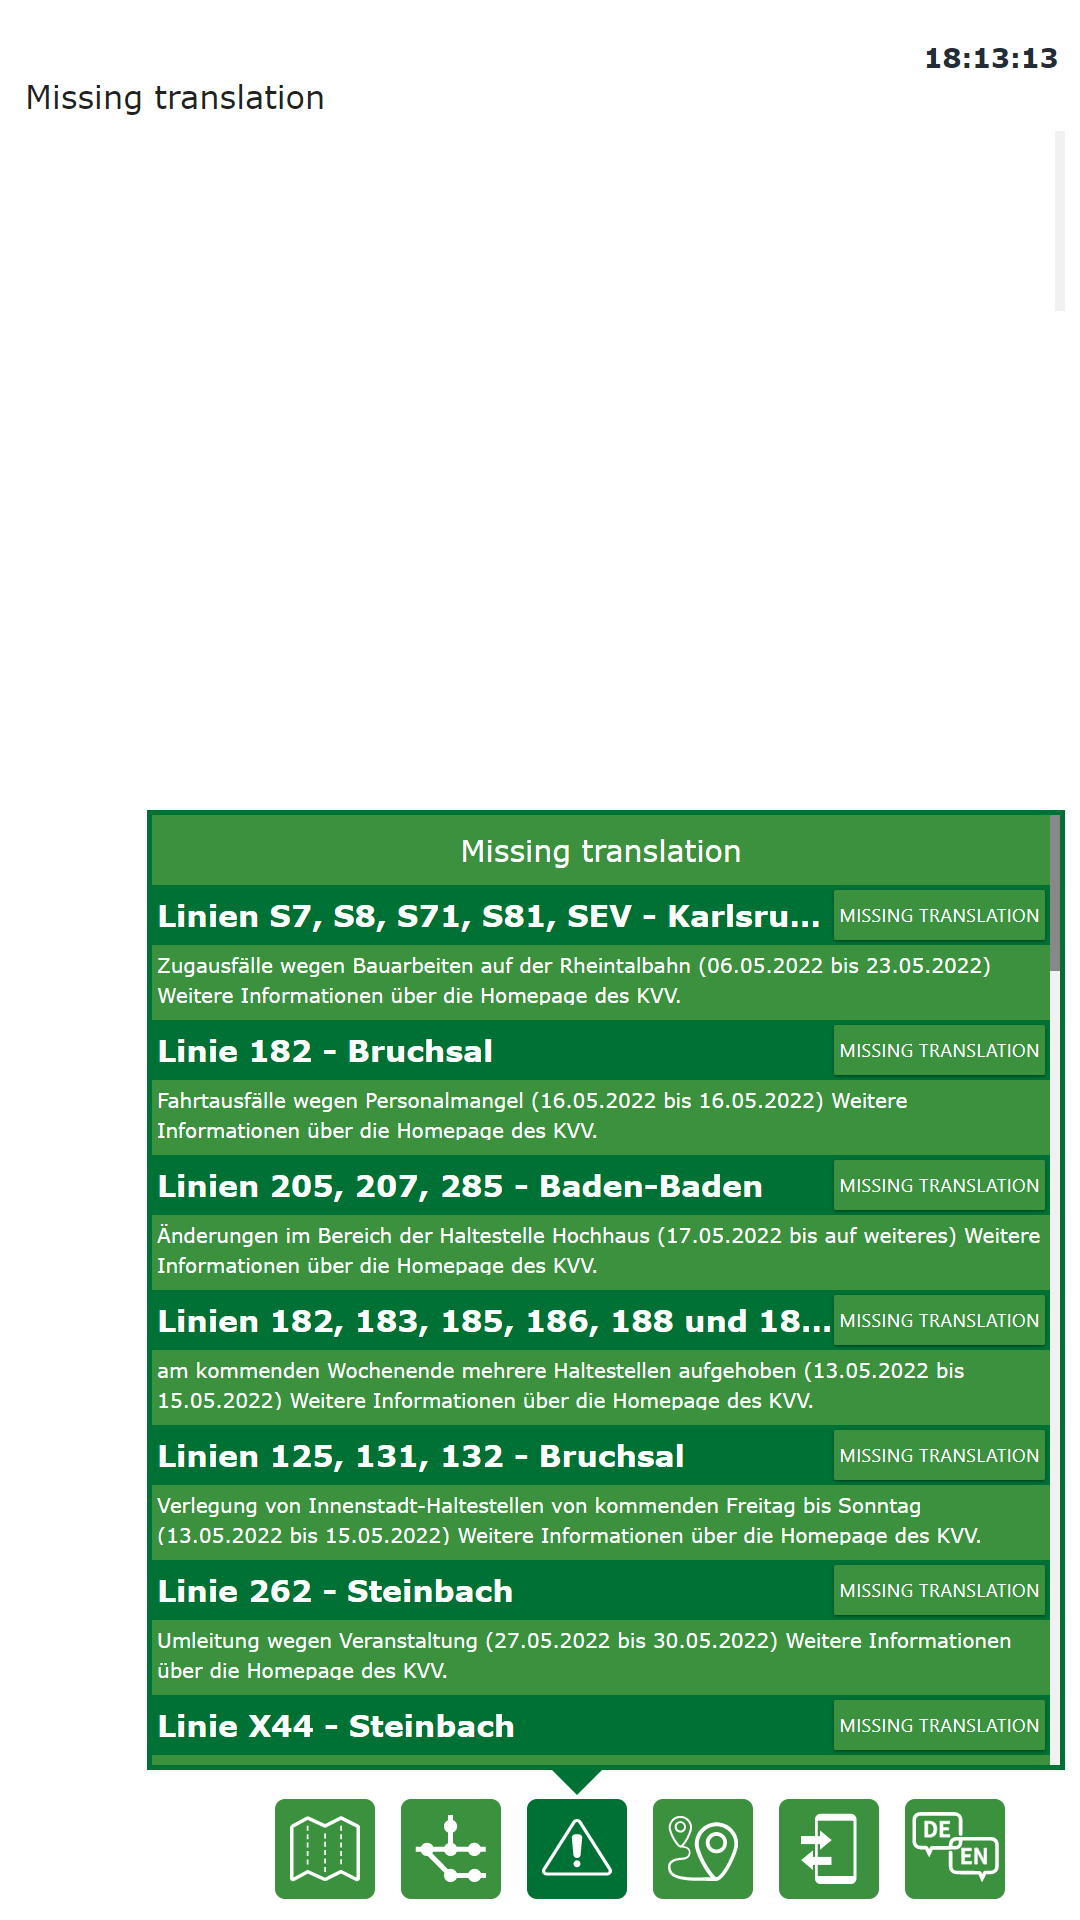 18:13:13
Missing translation
Missing translation
Linien S7, S8, S71, S81, SEV - Karlsru...
MISSING TRANSLATION
Zugausfälle wegen Bauarbeiten auf der Rheintalbahn (06.05.2022 bis 23.05.2022)
Weitere Informationen über die Homepage des KVV.
Linie 182 - Bruchsal
MISSING TRANSLATION
Fahrtausfälle wegen Personalmangel (16.05.2022 bis 16.05.2022) Weitere
Informationen über die Homepage des KVV.
Linien 205, 207, 285 - Baden-Baden
MISSING TRANSLATION
Änderungen im Bereich der Haltestelle Hochhaus (17.05.2022 bis auf weiteres) Weitere
Informationen über die Homepage des KVV.
Linien 182, 183, 185, 186, 188 und 18...
MISSING TRANSLATION
am kommenden Wochenende mehrere Haltestellen aufgehoben (13.05.2022 bis
15.05.2022) Weitere Informationen über die Homepage des KVV.
Linien 125, 131, 132 - Bruchsal
MISSING TRANSLATION
Verlegung von Innenstadt-Haltestellen von kommenden Freitag bis Sonntag
(13.05.2022 bis 15.05.2022) Weitere Informationen über die Homepage des KVV.
Linie 262 - Steinbach
MISSING TRANSLATION
Umleitung wegen Veranstaltung (27.05.2022 bis 30.05.2022) Weitere Informationen
über die Homepage des KVV.
Linie X44 - Steinbach
MISSING TRANSLATION
DE
EN